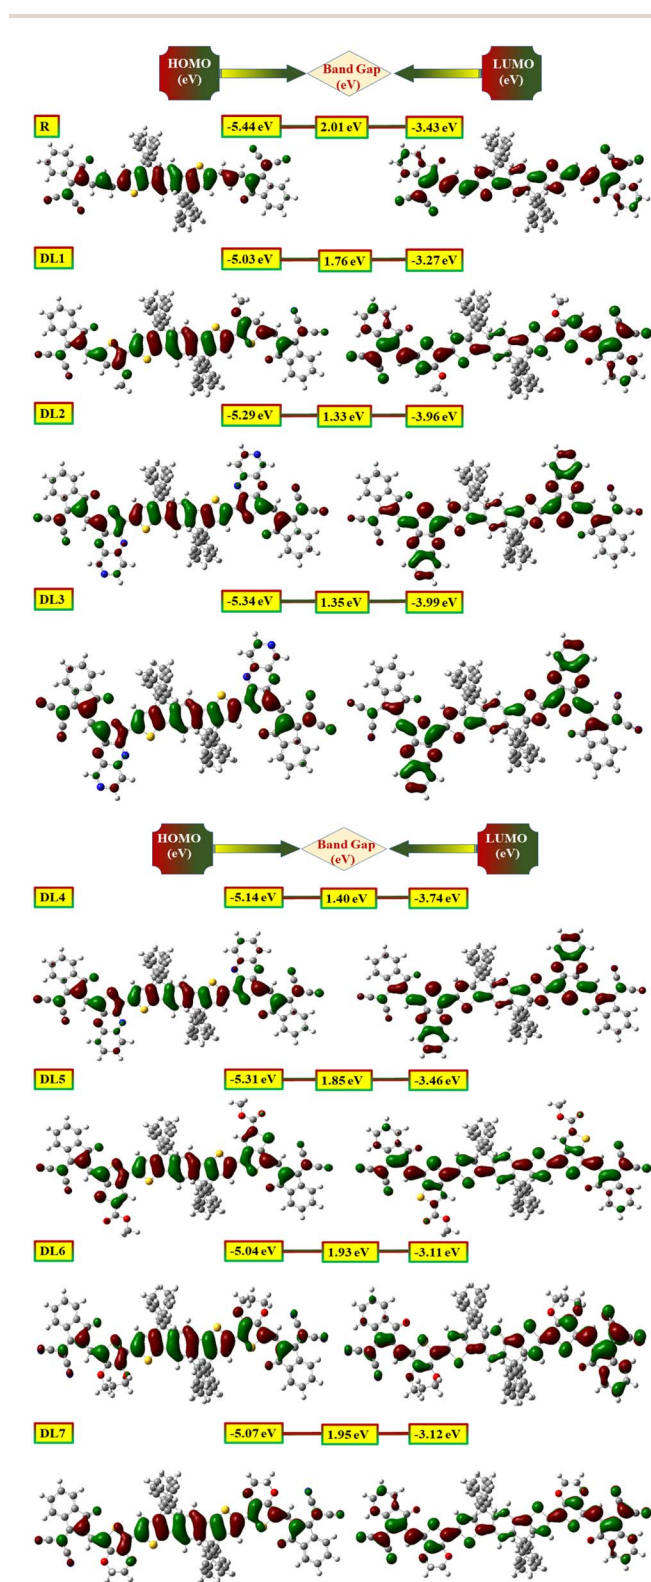 HOMO
(eV)
Band Gap
(eV)
LUMO
(eV)
R
-5.44 eV 2.01 eV -3.43 eV
DL1
-5.03 eV 1.76 eV -3.27 eV
DL2
-5.29 eV 1.33 eV -3.96 eV
DL3
-5.34 eV 1.35 eV -3.99 eV
HOMO
(eV)
Band Gap
(eV)
LUMO
(eV)
DL4
-5.14 eV 1.40 eV -3.74 eV
DL5
-5.31 eV 1.85 eV -3.46 eV
DL6
-5.04 eV 1.93 eV -3.11 eV
DL7
-5.07 eV 1.95 eV -3.12 eV